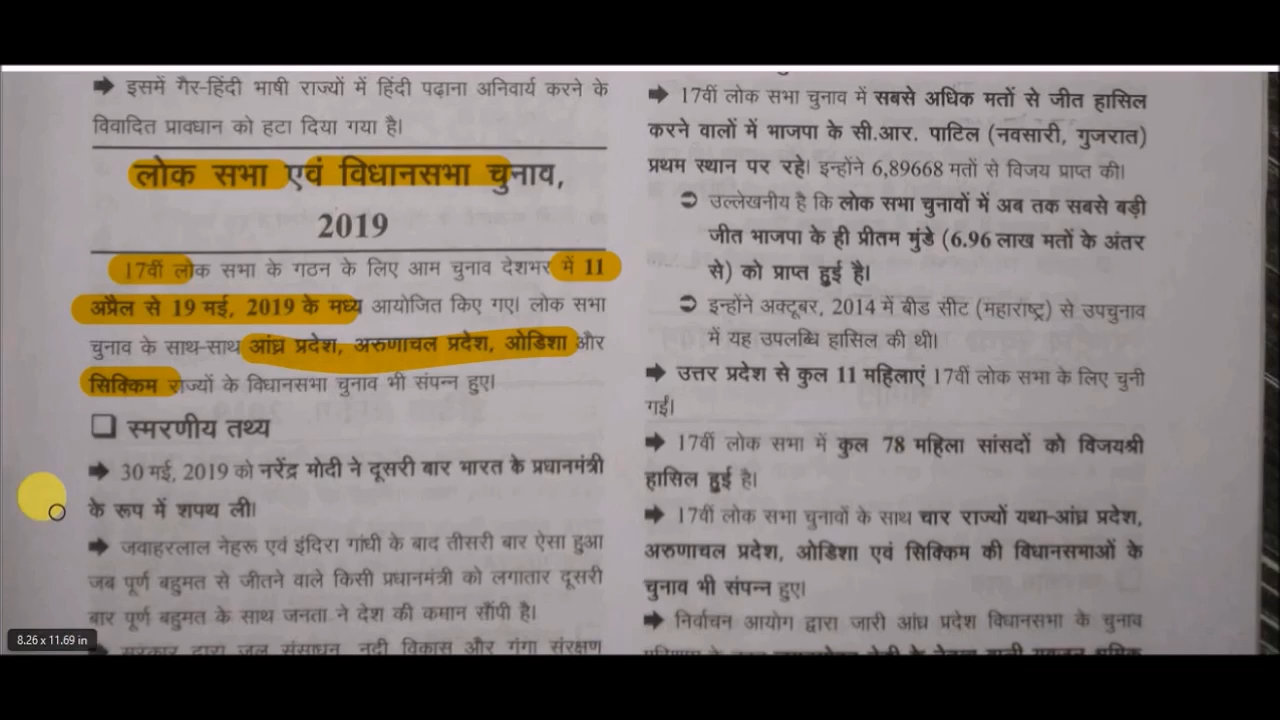 ➡ इसमें गैर-हिंदी भाषी राज्यों में हिंदी पढ़ाना अनिवार्य करने के
विवादित प्रावधान को हटा दिया गया है।
लोक सभा एवं विधानसभा चुनाव,
2019
17वीं लोक सभा के गठन के लिए आम चुनाव देशभर में 11
अप्रैल से 19 मई, 2019 के मध्य आयोजित किए गए। लोक सभा
चुनाव के साथ-साथ आंध्र प्रदेश, अरुणाचल प्रदेश, ओडिशा और
सिक्किम राज्यों के विधानसभा चुनाव भी संपन्न हुए।
❑ स्मरणीय तथ्य
➡ 30 मई, 2019 को नरेंद्र मोदी ने दूसरी बार भारत के प्रधानमंत्री
के रूप में शपथ ली।
➡ जवाहरलाल नेहरू एवं इंदिरा गांधी के बाद तीसरी बार ऐसा हुआ
जब पूर्ण बहुमत से जीतने वाले किसी प्रधानमंत्री को लगातार दूसरी
बार पूर्ण बहुमत के साथ जनता ने देश की कमान सौंपी है।
➡ सरकार द्वारा जल संसाधन, नदी विकास और गंगा संरक्षण
➡ 17वीं लोक सभा चुनाव में सबसे अधिक मतों से जीत हासिल
करने वालों में भाजपा के सी.आर. पाटिल (नवसारी, गुजरात)
प्रथम स्थान पर रहे। इन्होंने 6,89668 मतों से विजय प्राप्त की।
➲ उल्लेखनीय है कि लोक सभा चुनावों में अब तक सबसे बड़ी
जीत भाजपा के ही प्रीतम मुंडे (6.96 लाख मतों के अंतर
से) को प्राप्त हुई है।
➲ इन्होंने अक्टूबर, 2014 में बीड सीट (महाराष्ट्र) से उपचुनाव
में यह उपलब्धि हासिल की थी।
➡ उत्तर प्रदेश से कुल 11 महिलाएं 17वीं लोक सभा के लिए चुनी
गईं।
➡ 17वीं लोक सभा में कुल 78 महिला सांसदों को विजयश्री
हासिल हुई है।
➡ 17वीं लोक सभा चुनावों के साथ चार राज्यों यथा-आंध्र प्रदेश,
अरुणाचल प्रदेश, ओडिशा एवं सिक्किम की विधानसभाओं के
चुनाव भी संपन्न हुए।
➡ निर्वाचन आयोग द्वारा जारी आंध्र प्रदेश विधानसभा के चुनाव
8.26 x 11.69 in